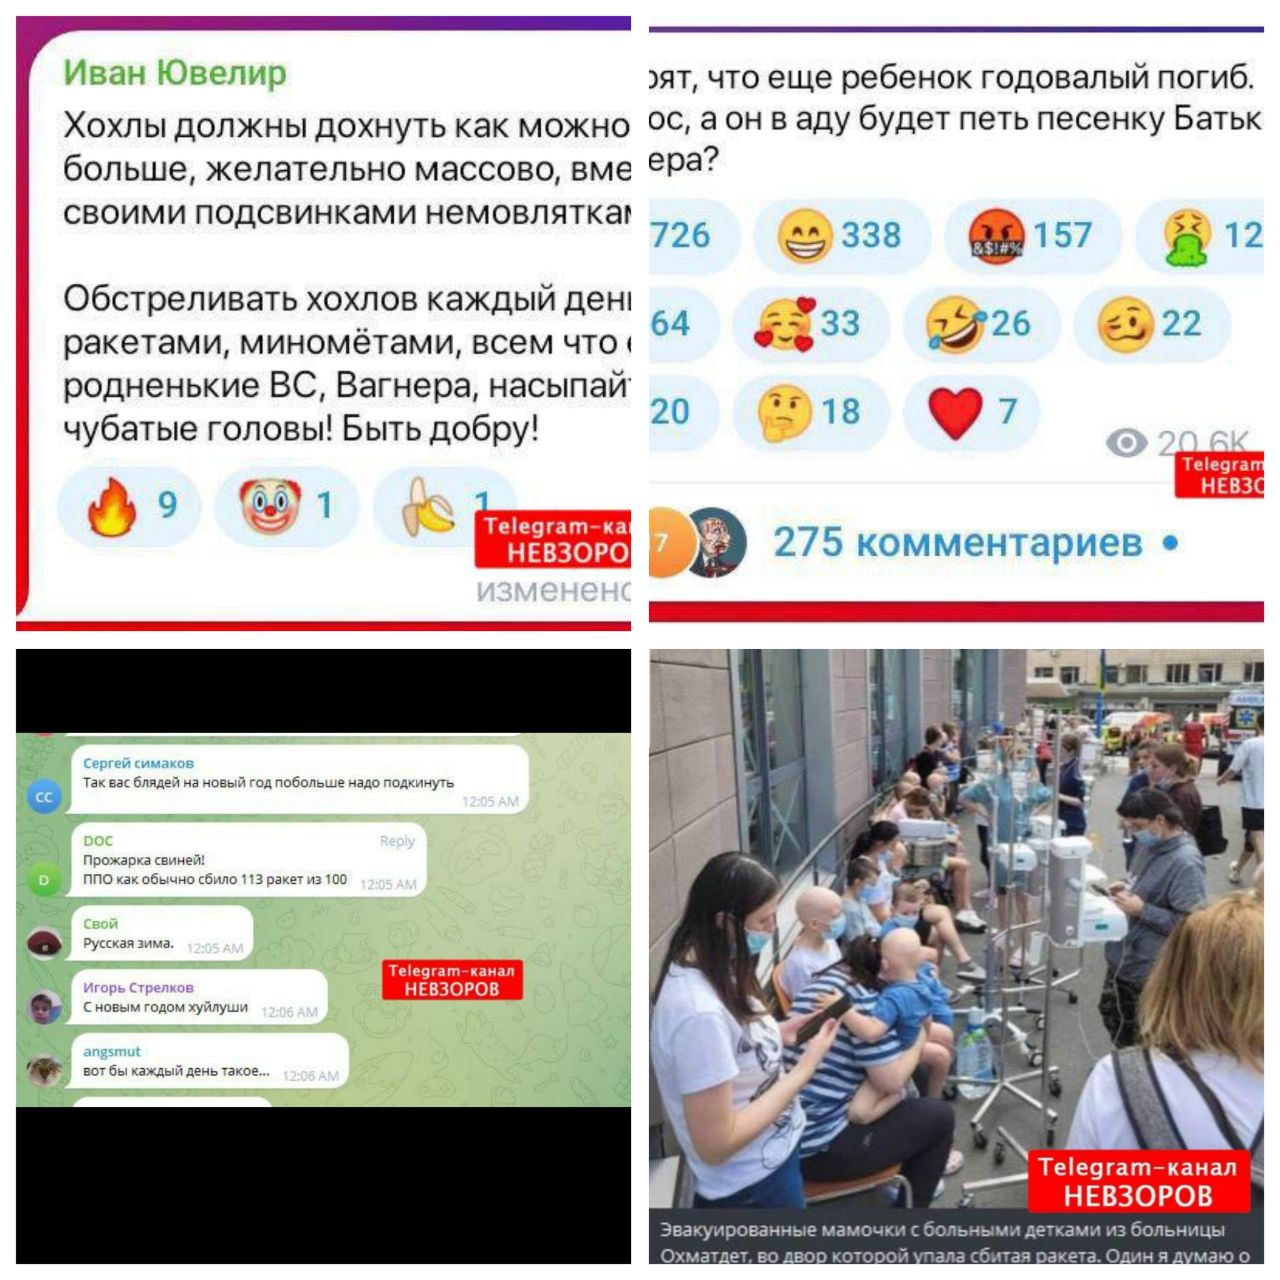 Иван Ювелир
Хохлы должны дохнуть как можно
больше, желательно массово, вме
своими подсвинками немовляткам
Обстреливать хохлов каждый день
ракетами, миномётами, всем что
родненькие ВС, Вагнера, насыпай
чубатые головы! Быть добру!
9 1 1
Telegram-ка
НЕВЗОРО
изменено
рят, что еще ребенок годовалый погиб.
ос, а он в аду будет петь песенку Батьк
ера?
726 338 157 12
64 33 26 22
20 18 7
20.6K
Telegram
НЕВЗО
7
275 комментариев
Сергей симаков
Так вас блядей на новый год побольше надо подкинуть
12:05 AM
CC
DOC Reply
Прожарка свиней!
ППО как обычно сбило 113 ракет из 100 12:05 AM
D
Свой
Русская зима. 12:05 AM
Telegram-канал
НЕВЗОРОВ
Игорь Стрелков
С новым годом хуйлуши 12:06 AM
angsmut
вот бы каждый день такое... 12:06 AM
Telegram-канал
НЕВЗОРОВ
Эвакуированные мамочки с больными детками из больницы
Охматдет, во двор которой упала сбитая ракета. Один я думаю о